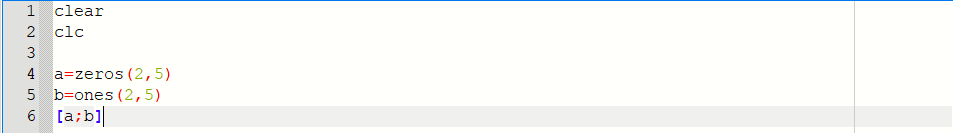 1 clear
2 clc
3
4 a=zeros(2,5)
5 b=ones(2,5)
6 [a;b]